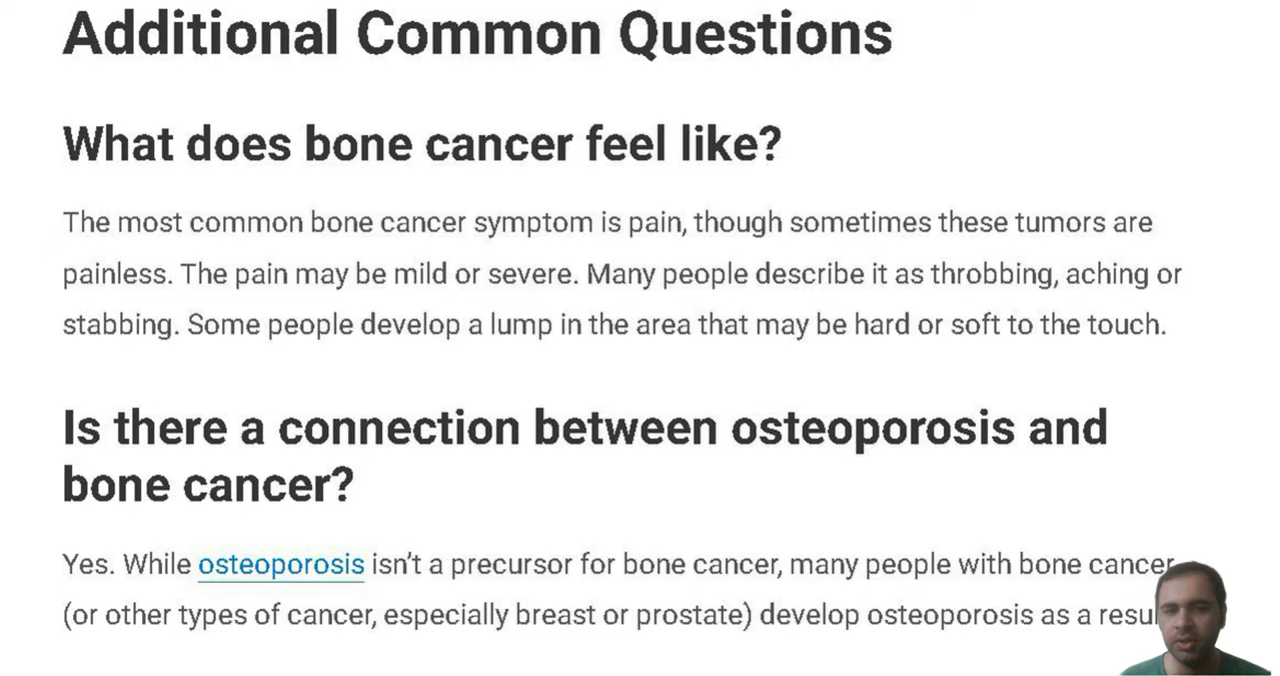 Additional Common Questions
What does bone cancer feel like?
The most common bone cancer symptom is pain, though sometimes these tumors are
painless. The pain may be mild or severe. Many people describe it as throbbing, aching or
stabbing. Some people develop a lump in the area that may be hard or soft to the touch.
Is there a connection between osteoporosis and
bone cancer?
Yes. While osteoporosis isn't a precursor for bone cancer, many people with bone cancer
(or other types of cancer, especially breast or prostate) develop osteoporosis as a